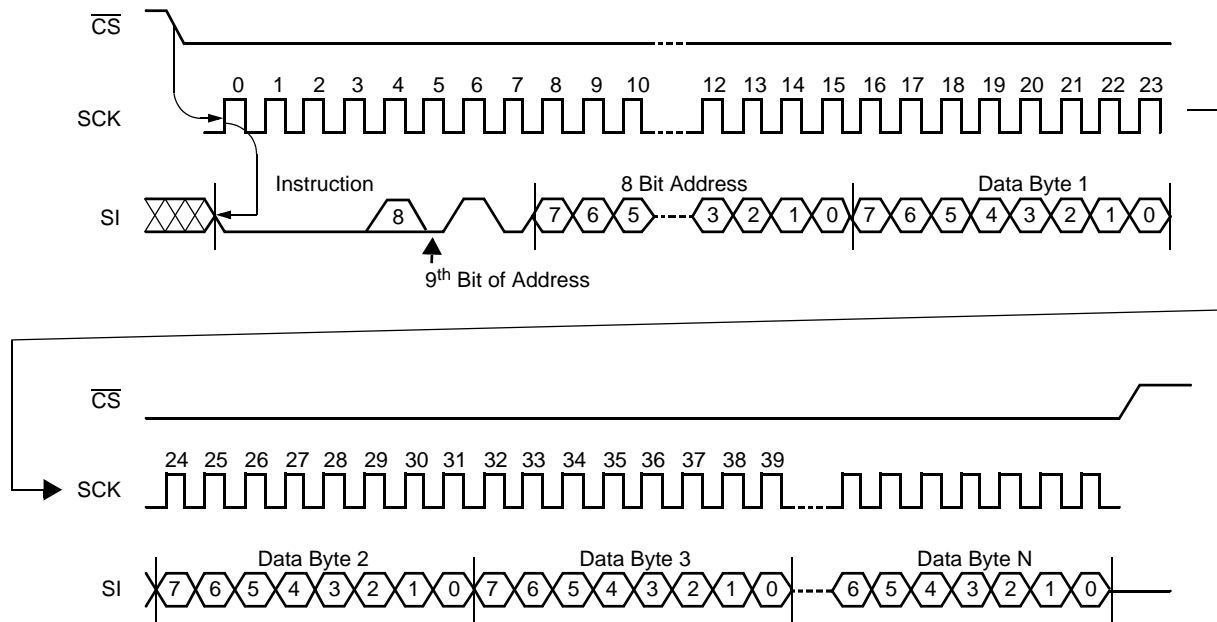 CS
0 1 2 3 4 5 6 7 8 9 10 12 13 14 15 16 17 18 19 20 21 22 23
SCK
Instruction 8 Bit Address Data Byte 1
SI 8 7 6 5 3 2 1 0 7 6 5 4 3 2 1 0
9th Bit of Address
CS
24 25 26 27 28 29 30 31 32 33 34 35 36 37 38 39
SCK
Data Byte 2 Data Byte 3 Data Byte N
SI 7 6 5 4 3 2 1 0 7 6 5 4 3 2 1 0 6 5 4 3 2 1 0